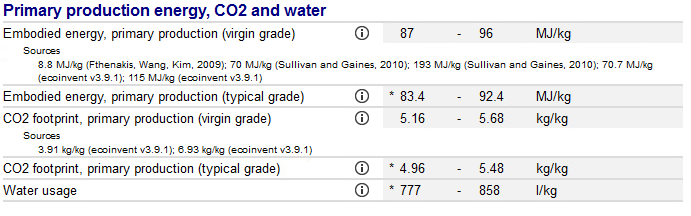 Primary production energy, CO2 and water
Embodied energy, primary production (virgin grade) 87 - 96 MJ/kg
Sources
8.8 MJ/kg (Fthenakis, Wang, Kim, 2009); 70 MJ/kg (Sullivan and Gaines, 2010); 193 MJ/kg (Sullivan and Gaines, 2010); 70.7 MJ/kg
(ecoinvent v3.9.1); 115 MJ/kg (ecoinvent v3.9.1)
Embodied energy, primary production (typical grade) * 83.4 - 92.4 MJ/kg
CO2 footprint, primary production (virgin grade) 5.16 - 5.68 kg/kg
Sources
3.91 kg/kg (ecoinvent v3.9.1); 6.93 kg/kg (ecoinvent v3.9.1)
CO2 footprint, primary production (typical grade) * 4.96 - 5.48 kg/kg
Water usage * 777 - 858 l/kg